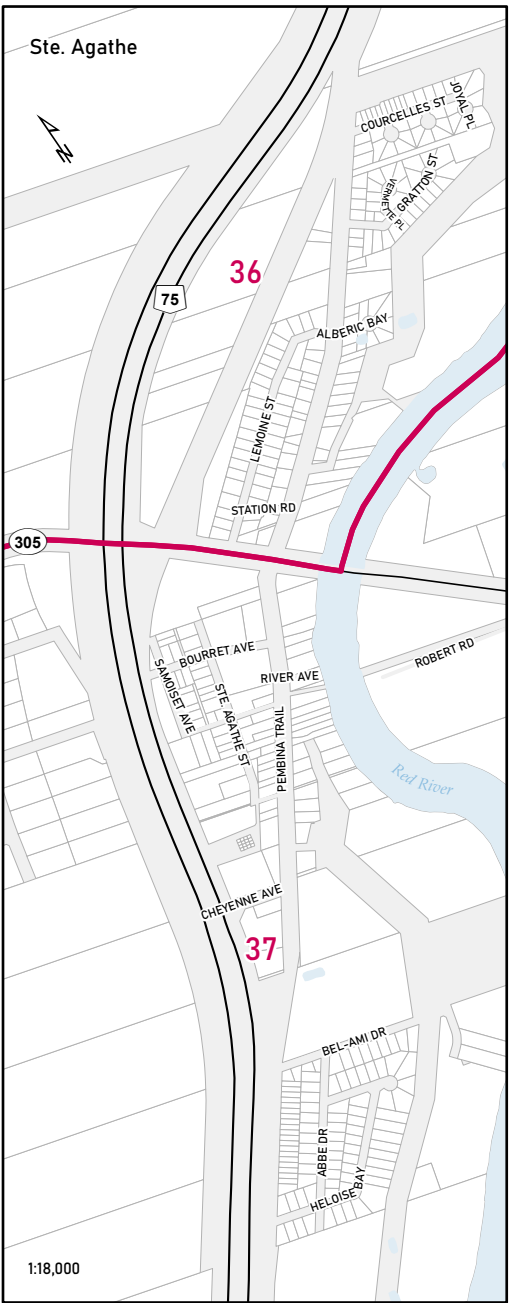 Ste. Agathe
N
JOYAL PL
COURCELLES ST
GRATTON ST
VERMETTE PL
36
75
ALBERIC BAY
LEMOINE ST
STATION RD
305
BOURRET AVE
ROBERT RD
SAMOISET AVE
RIVER AVE
STE. AGATHE ST
PEMBINA TRAIL
Red River
CHEYENNE AVE
37
BEL-AMI DR
ABBE DR
HELOISE BAY
1:18,000